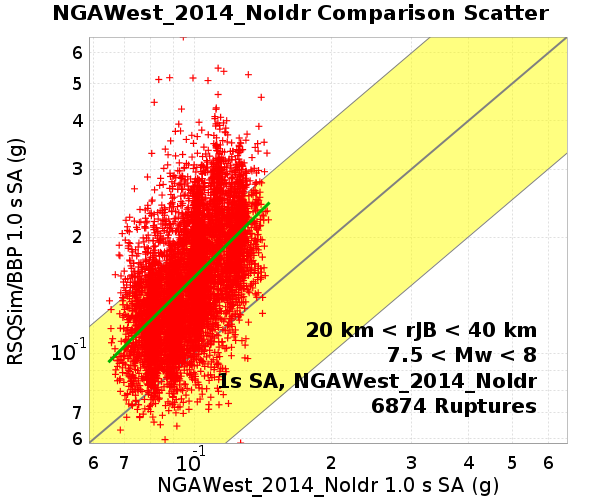 NGAWest_2014_NoIdr Comparison Scatter
RSQSim/BBP 1.0 s SA (g)
6
5
4
3
2
10-1
7
6
20 km < rJB < 40 km
7.5 < Mw < 8
1s SA, NGAWest_2014_NoIdr
6874 Ruptures
6 7 10-1 2 3 4 5 6
NGAWest_2014_NoIdr 1.0 s SA (g)